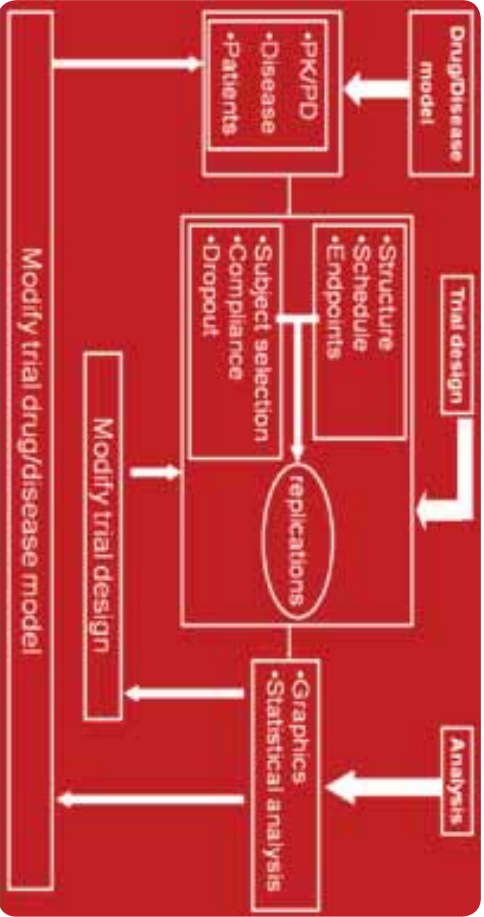 Drug/Disease
model
Trial design
Analysis
•PK/PD
•Disease
•Patients
•Structure
•Schedule
•Endpoints
•Subject selection
•Compliance
•Dropout
replications
•Graphics
•Statistical analysis
Modify trial design
Modify trial drug/disease model